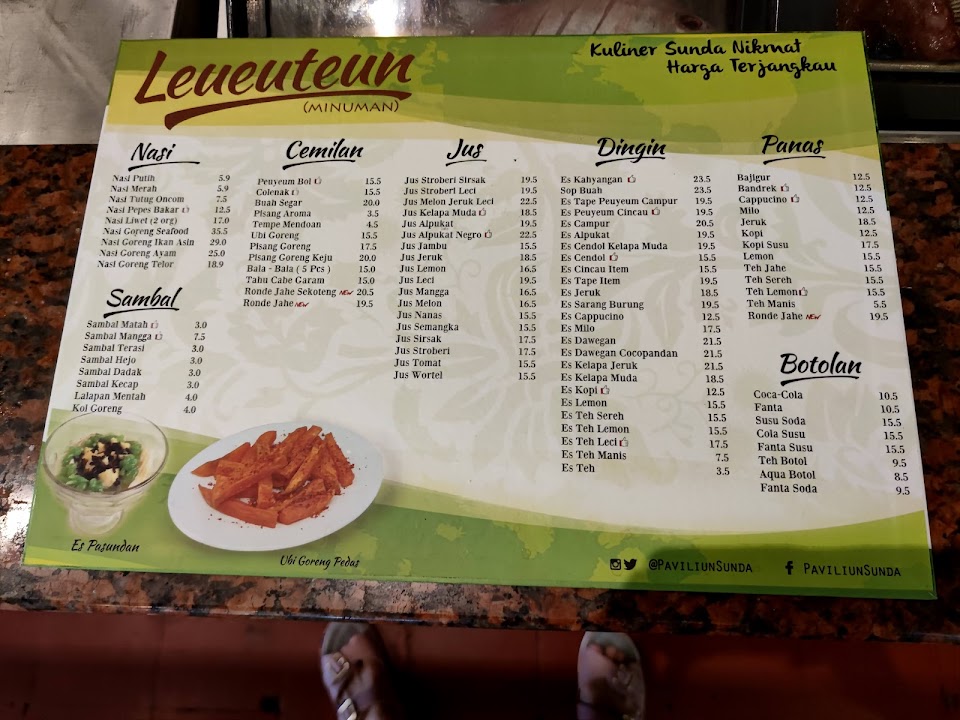 Leueuteun
(MINUMAN)
Kuliner Sunda Nikmat
Harga Terjangkau
Nasi
Nasi Putih 5.9
Nasi Merah 5.9
Nasi Tutug Oncom 7.5
Nasi Pepes Bakar 12.5
Nasi Liwet (2 org) 17.0
Nasi Goreng Seafood 35.5
Nasi Goreng Ikan Asin 29.0
Nasi Goreng Ayam 25.0
Nasi Goreng Telor 18.9
Sambal
Sambal Matah 3.0
Sambal Mangga 7.5
Sambal Terasi 3.0
Sambal Hejo 3.0
Sambal Dadak 3.0
Sambal Kecap 3.0
Lalapan Mentah 4.0
Kol Goreng 4.0
Cemilan
Peuyeum Bol 15.5
Colenak 15.5
Buah Segar 20.0
Pisang Aroma 3.5
Tempe Mendoan 4.5
Ubi Goreng 15.5
Pisang Goreng 17.5
Pisang Goreng Keju 20.0
Bala - Bala ( 5 Pcs ) 15.0
Tahu Cabe Garam 15.0
Ronde Jahe Sekoteng NEW 20.5
Ronde Jahe NEW 19.5
Jus
Jus Stroberi Sirsak 19.5
Jus Stroberi Leci 19.5
Jus Melon Jeruk Leci 22.5
Jus Kelapa Muda 18.5
Jus Alpukat 19.5
Jus Alpukat Negro 22.5
Jus Jambu 15.5
Jus Jeruk 18.5
Jus Lemon 16.5
Jus Leci 19.5
Jus Mangga 16.5
Jus Melon 16.5
Jus Nanas 15.5
Jus Semangka 15.5
Jus Sirsak 17.5
Jus Stroberi 17.5
Jus Tomat 15.5
Jus Wortel 15.5
Dingin
Es Kahyangan 23.5
Sop Buah 23.5
Es Tape Peuyeum Campur 19.5
Es Peuyeum Cincau 19.5
Es Campur 20.5
Es Alpukat 19.5
Es Cendol Kelapa Muda 19.5
Es Cendol 15.5
Es Cincau Item 15.5
Es Tape Item 19.5
Es Jeruk 18.5
Es Sarang Burung 19.5
Es Cappucino 12.5
Es Milo 17.5
Es Dawegan 21.5
Es Dawegan Cocopandan 21.5
Es Kelapa Jeruk 21.5
Es Kelapa Muda 18.5
Es Kopi 12.5
Es Lemon 15.5
Es Teh Sereh 15.5
Es Teh Lemon 15.5
Es Teh Leci 17.5
Es Teh Manis 7.5
Es Teh 3.5
Panas
Bajigur 12.5
Bandrek 12.5
Cappucino 12.5
Milo 12.5
Jeruk 18.5
Kopi 12.5
Kopi Susu 17.5
Lemon 15.5
Teh Jahe 15.5
Teh Sereh 15.5
Teh Lemon 15.5
Teh Manis 5.5
Ronde Jahe NEW 19.5
Botolan
Coca-Cola 10.5
Fanta 10.5
Susu Soda 15.5
Cola Susu 15.5
Fanta Susu 15.5
Teh Botol 9.5
Aqua Botol 8.5
Fanta Soda 9.5
Es Pasundan
Ubi Goreng Pedas
@PAVILIUNSUNDA
PAVILIUNSUNDA